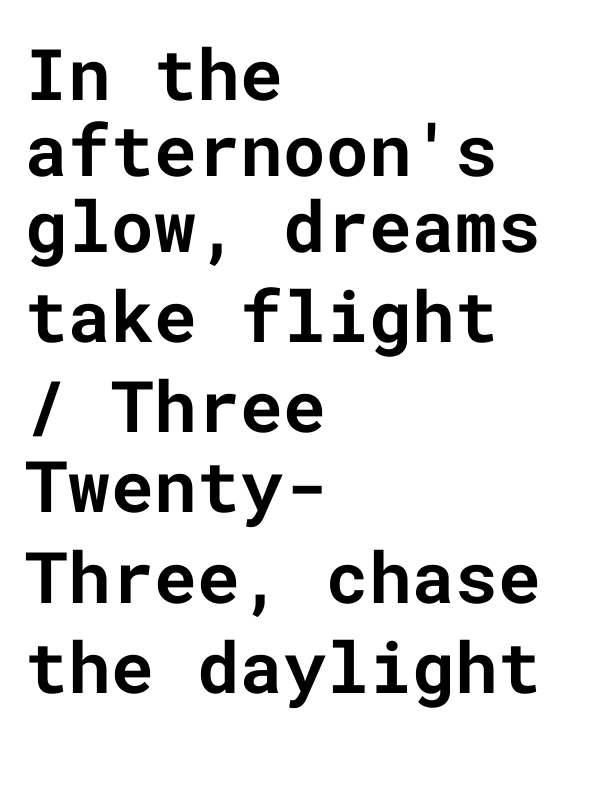 In the
afternoon's
glow, dreams
take flight
/ Three
Twenty-
Three, chase
the daylight